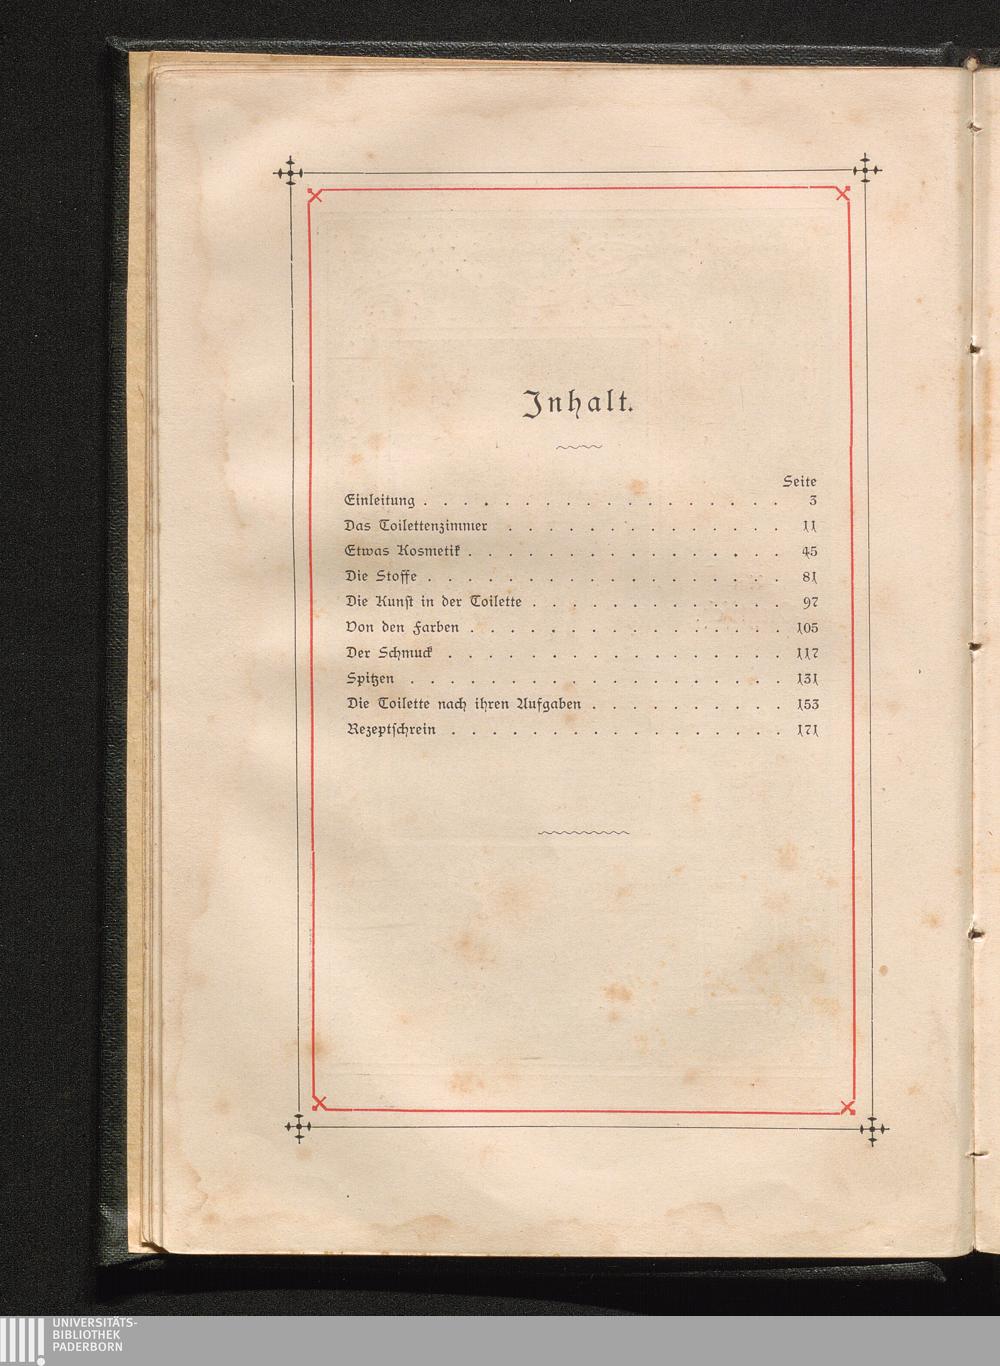 Inhalt.
Seite
Einleitung . . . . . . . . . . . . . . . . . . 3
Das Toilettenzimmer . . . . . . . . . . . . . . 11
Etwas Kosmetik . . . . . . . . . . . . . . . . 45
Die Stoffe . . . . . . . . . . . . . . . . . . 81
Die Kunst in der Toilette . . . . . . . . . . . . . 97
Von den Farben . . . . . . . . . . . . . . . . 105
Der Schmuck . . . . . . . . . . . . . . . . . 117
Spitzen . . . . . . . . . . . . . . . . . . . 131
Die Toilette nach ihren Aufgaben . . . . . . . . . . 153
Rezeptschrein . . . . . . . . . . . . . . . . . 171
UNIVERSITÄTS-
BIBLIOTHEK
PADERBORN